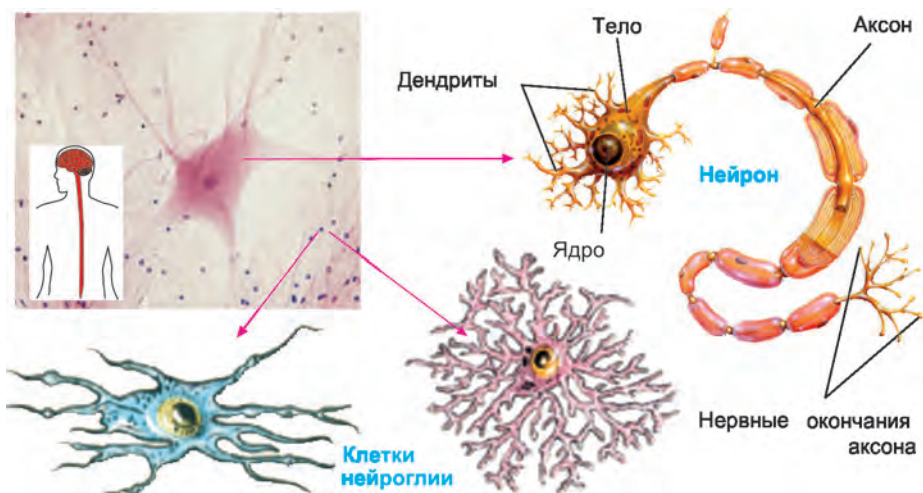 Тело
Аксон
Дендриты
Нейрон
Ядро
Нервные окончания
аксона
Клетки
нейроглии